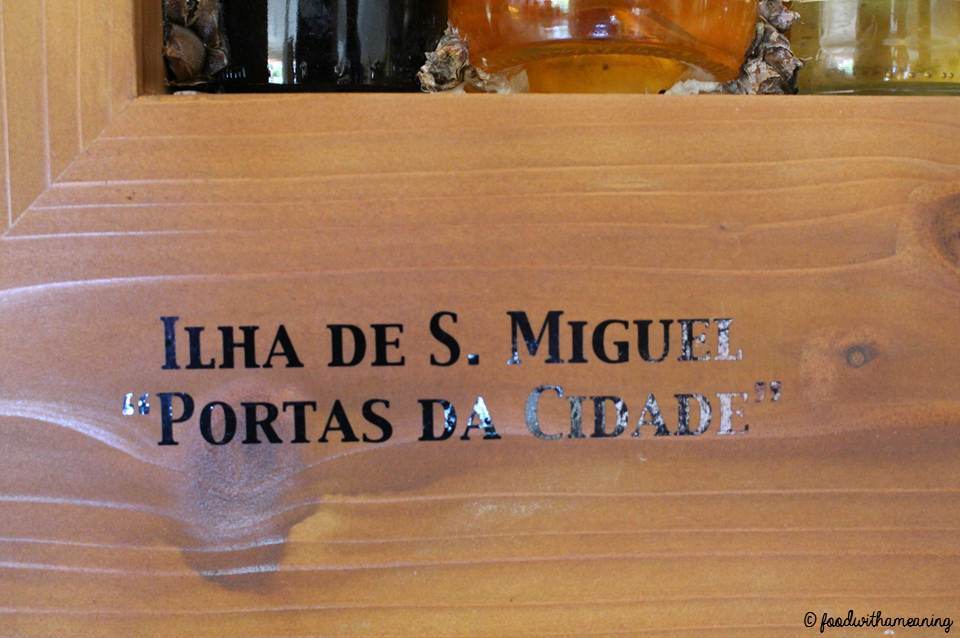 ILHA DE S. MIGUEL
"PORTAS DA CIDADE"
© foodwithameaning